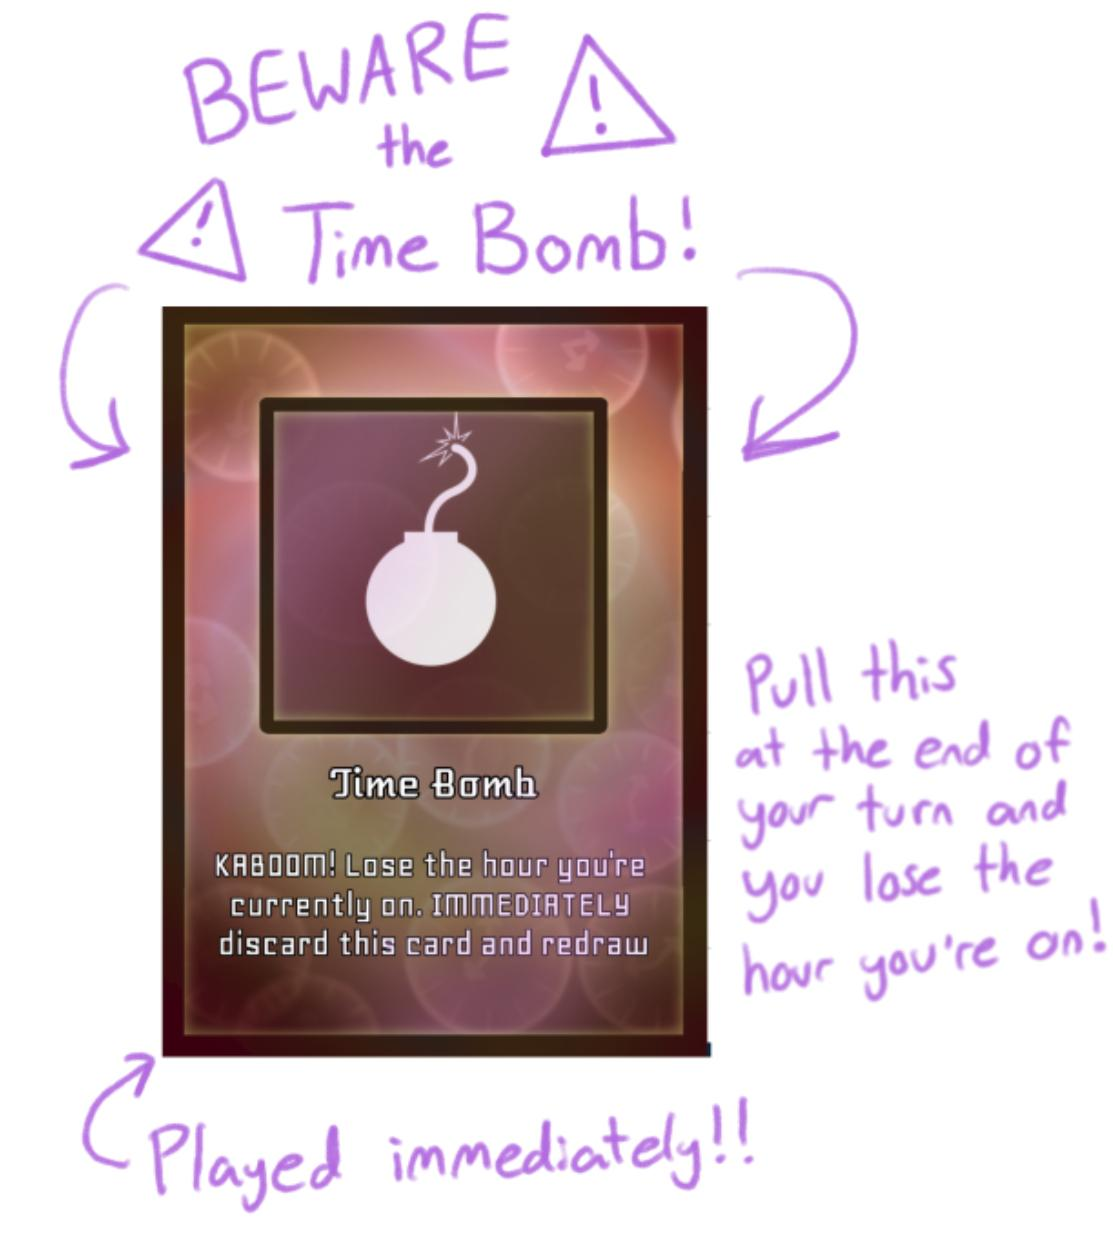 BEWARE
the
Time Bomb!
Time Bomb
KABOOM! Lose the hour you're
currently on. IMMEDIATELY
discard this card and redraw
Pull this
at the end of
your turn and
you lose the
hour you're on!
Played immediately!!